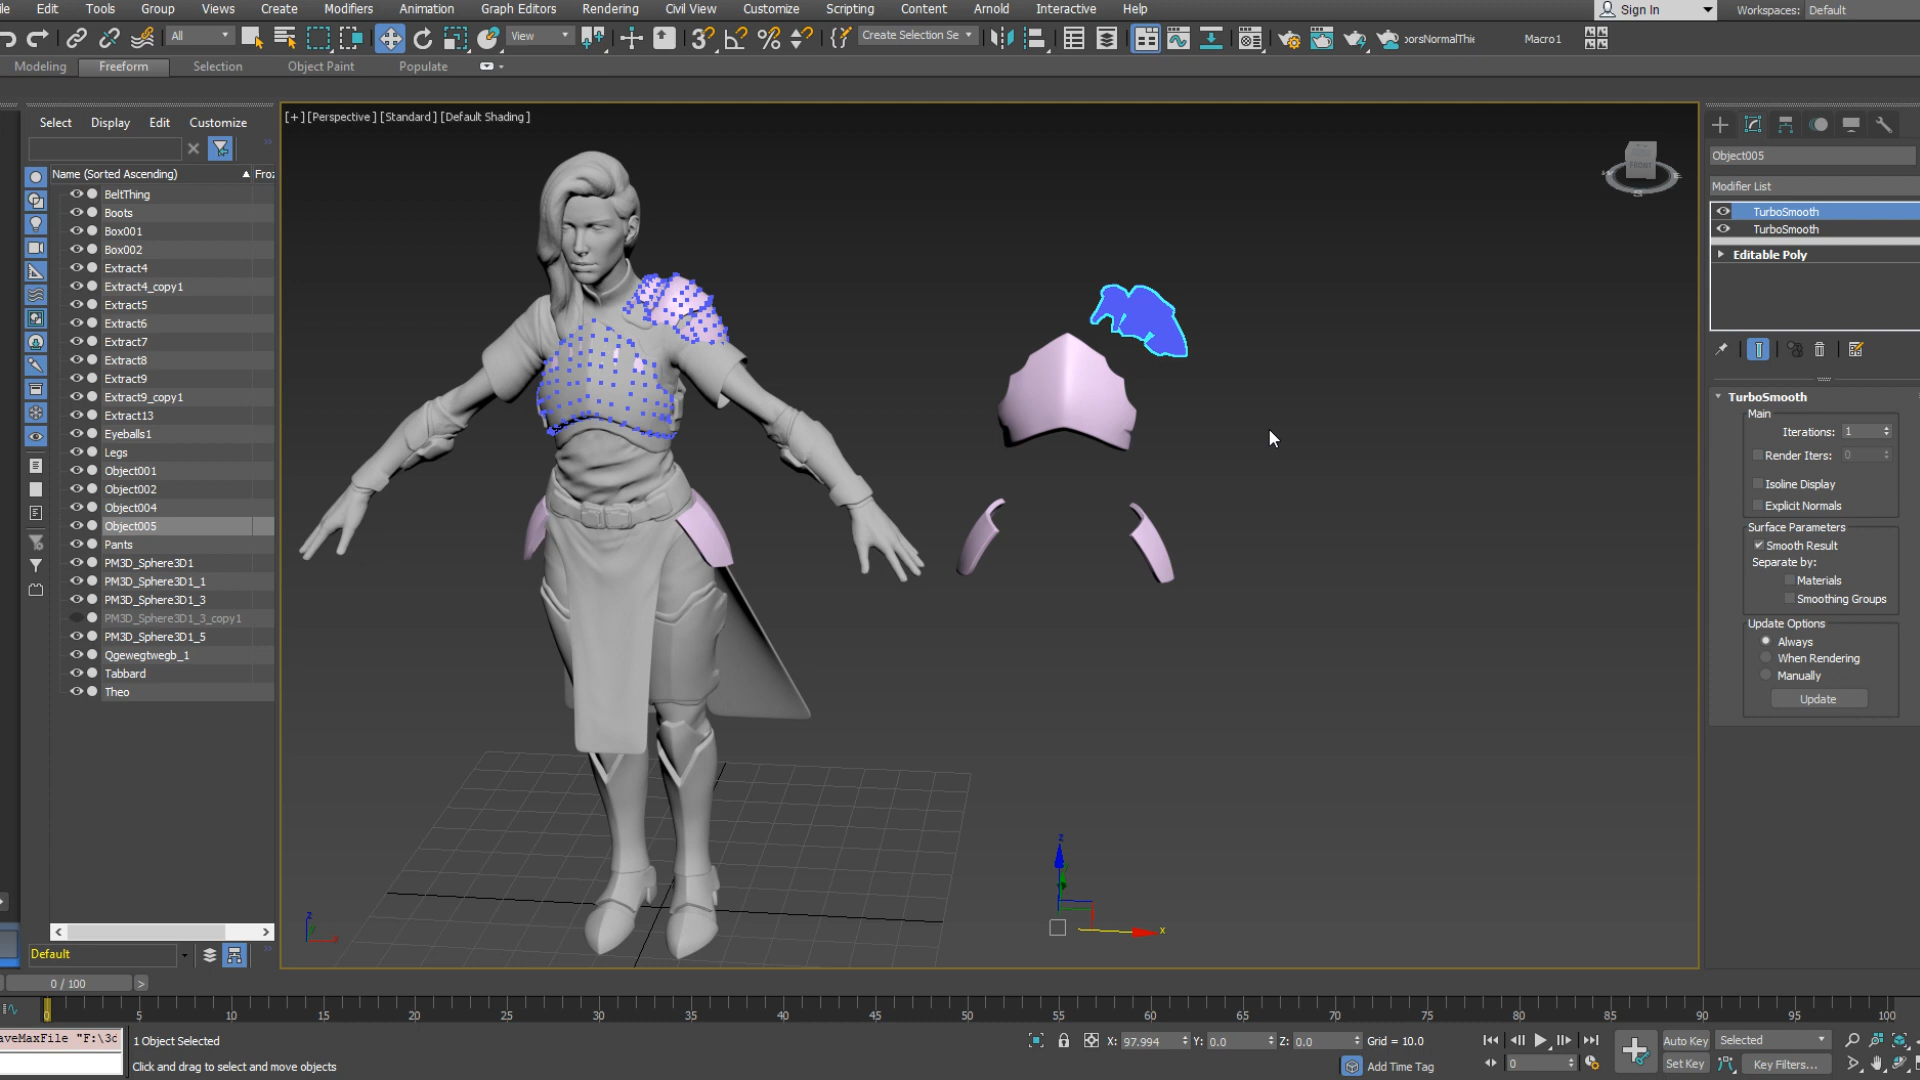 ile Edit Tools Group Views Create Modifiers Animation Graph Editors Rendering Civil View Customize Scripting Content Arnold Interactive Help Sign In Workspaces: Default
All View Create Selection Se Macro1
Modeling Freeform Selection Object Paint Populate
Select Display Edit Customize
[+] [Perspective] [Standard] [Default Shading]
Name (Sorted Ascending) Froz
BeltThing
Boots
Box001
Box002
Extract4
Extract4_copy1
Extract5
Extract6
Extract7
Extract8
Extract9
Extract9_copy1
Extract13
Eyeballs1
Legs
Object001
Object002
Object004
Object005
Pants
PM3D_Sphere3D1
PM3D_Sphere3D1_1
PM3D_Sphere3D1_3
PM3D_Sphere3D1_3_copy1
PM3D_Sphere3D1_5
Qgewegtwegb_1
Tabbard
Theo
Default
FRONT
z
x
Object005
Modifier List
TurboSmooth
TurboSmooth
Editable Poly
TurboSmooth
Main
Iterations: 1
Render Iters: 0
Isoline Display
Explicit Normals
Surface Parameters
Smooth Result
Separate by:
Materials
Smoothing Groups
Update Options
Always
When Rendering
Manually
Update
0 / 100 >
0 5 10 15 20 25 30 35 40 45 50 55 60 65 70 75 80 85 90 95 100
aveMaxFile "F:\3d 1 Object Selected X: 97.994 Y: 0.0 Z: 0.0 Grid = 10.0 Auto Key Selected
Click and drag to select and move objects Add Time Tag 0 Set Key Key Filters...